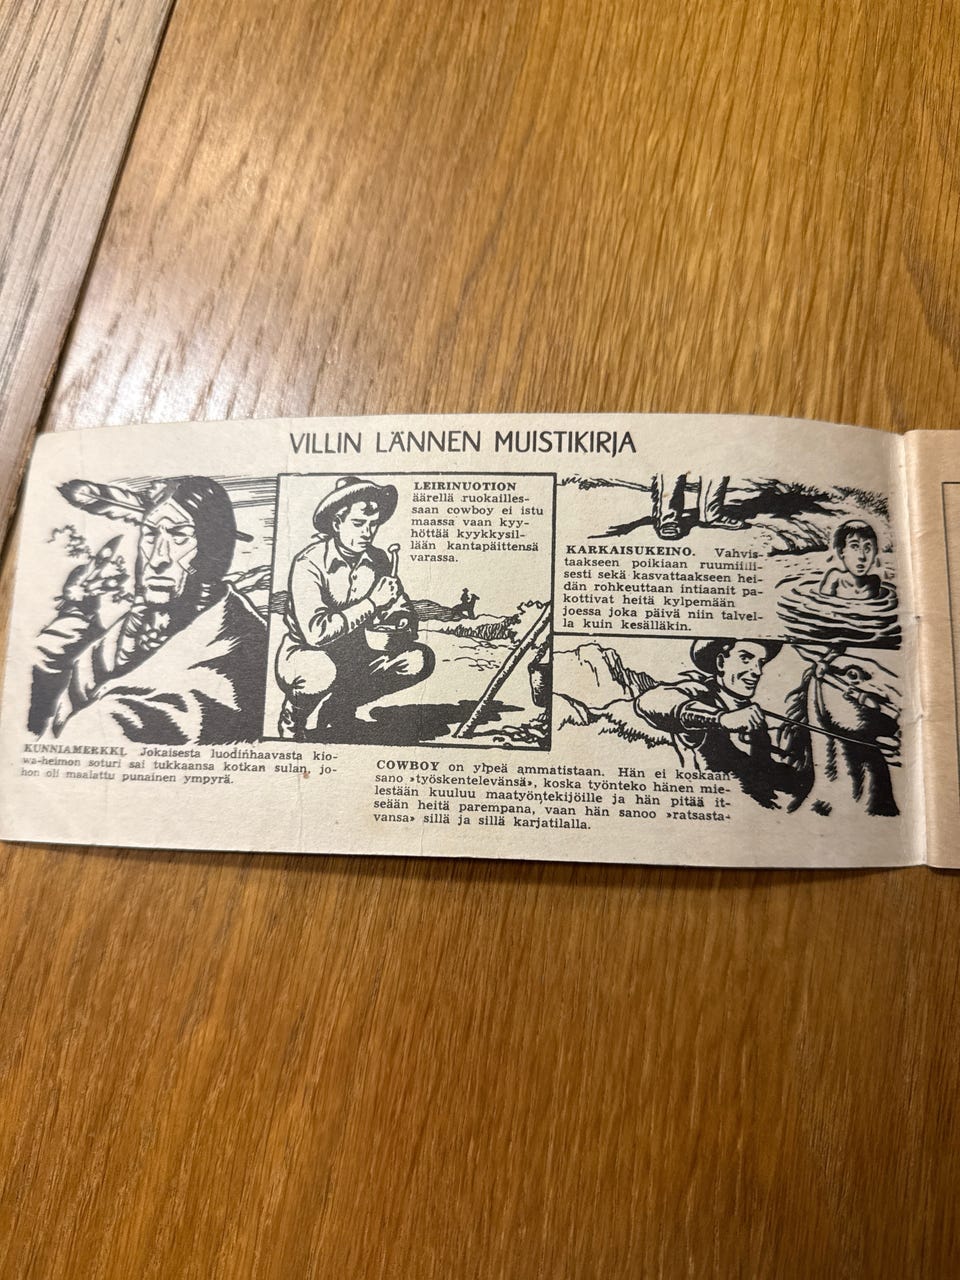 VILLIN LÄNNEN MUISTIKIRJA
KUNNIAMERKKI. Jokaisesta luodinhaavasta kio-
wa-heimon soturi sai tukkaansa kotkan sulan, jo-
hon oli maalattu punainen ympyrä.
LEIRINUOTION
äärellä ruokailles-
saan cowboy ei istu
maassa vaan kyy-
höttää kyykkysil-
lään kantapäittensä
varassa.
KARKAISUKEINO. Vahvis-
taakseen poikiaan ruumiilli-
sesti sekä kasvattaakseen hei-
dän rohkeuttaan intiaanit pa-
kottivat heitä kylpemään
joessa joka päivä niin talvel-
la kuin kesälläkin.
COWBOY on ylpeä ammatistaan. Hän ei koskaan
sano »työskentelevänsä», koska työnteko hänen mie-
lestään kuuluu maatyöntekijöille ja hän pitää it-
seään heitä parempana, vaan hän sanoo »ratsasta-
vansa» sillä ja sillä karjatilalla.